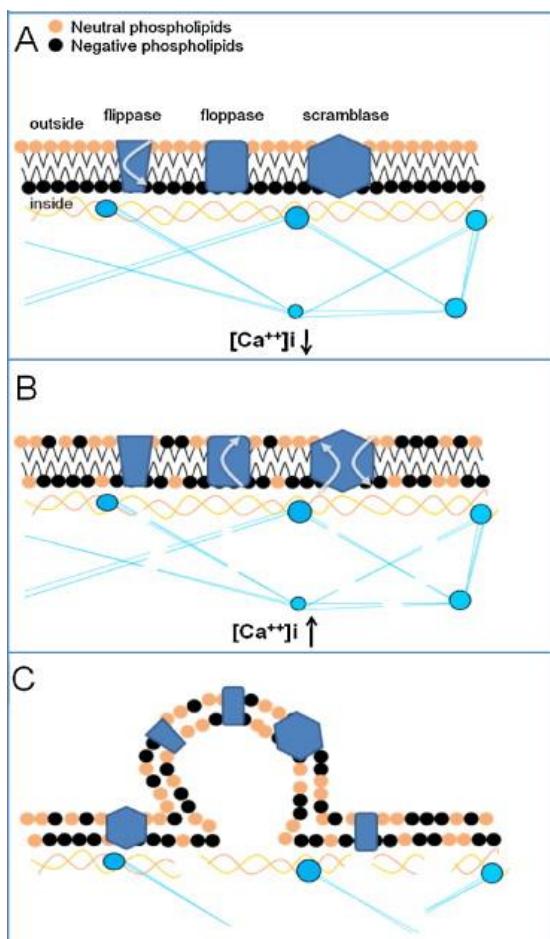 A
Neutral phospholipids
Negative phospholipids
flippase floppase scramblase
outside
inside
[Ca⁺⁺]i ↓
B
[Ca⁺⁺]i ↑
C